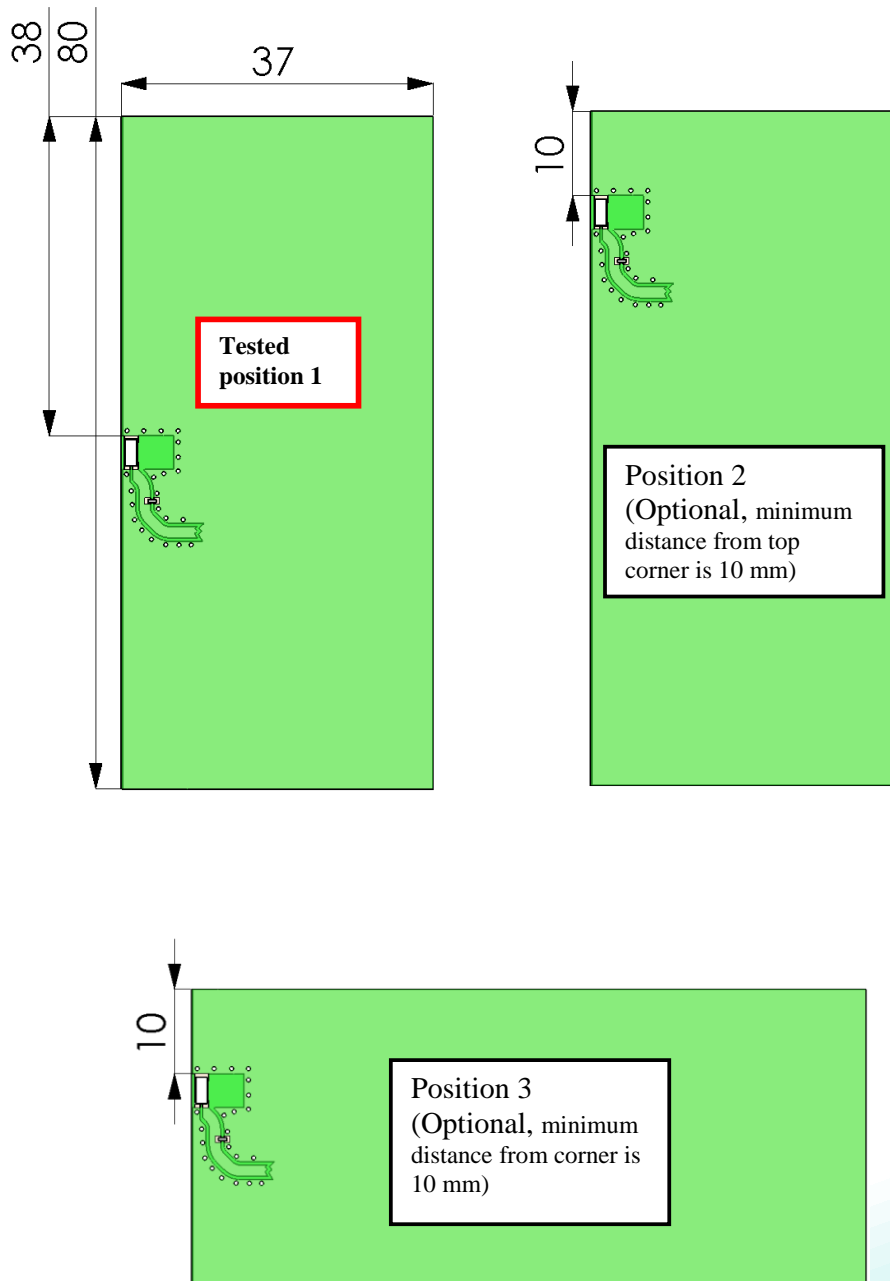 38
80
37
Tested
position 1
10
Position 2
(Optional, minimum
distance from top
corner is 10 mm)
10
Position 3
(Optional, minimum
distance from corner is
10 mm)